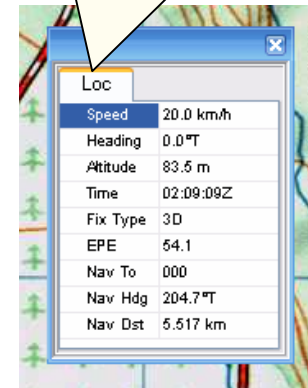 Loc
Speed 20.0 km/h
Heading 0.0°T
Altitude 83.5 m
Time 02:09:09Z
Fix Type 3D
EPE 54.1
Nav To 000
Nav Hdg 204.7°T
Nav Dst 5.517 km